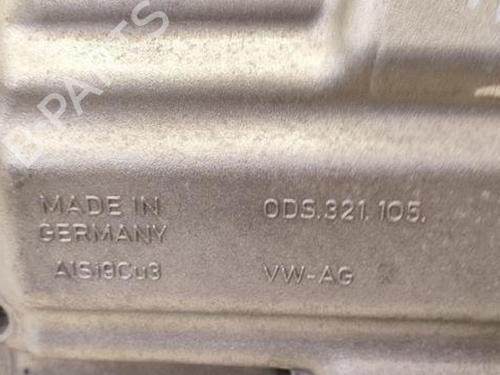 B-PARTS
MADE IN
GERMANY
AlSi9Cu3
0DS.321.105.
VW-AG